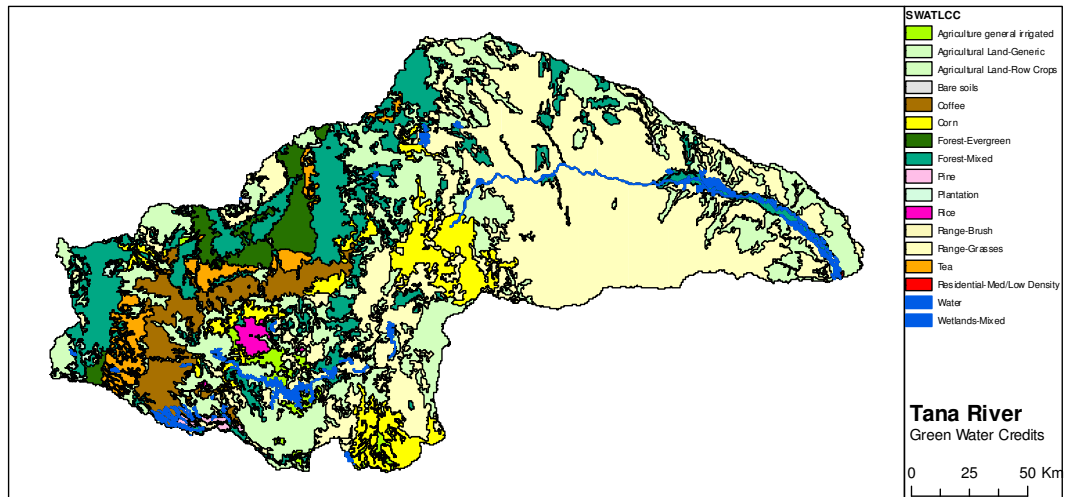 SWATLCC
Agriculture general irrigated
Agricultural Land-Generic
Agricultural Land-Row Crops
Bare soils
Coffee
Corn
Forest-Evergreen
Forest-Mixed
Pine
Plantation
Rice
Range-Brush
Range-Grasses
Tea
Residential-Med/Low Density
Water
Wetlands-Mixed
Tana River
Green Water Credits
0 25 50 Km